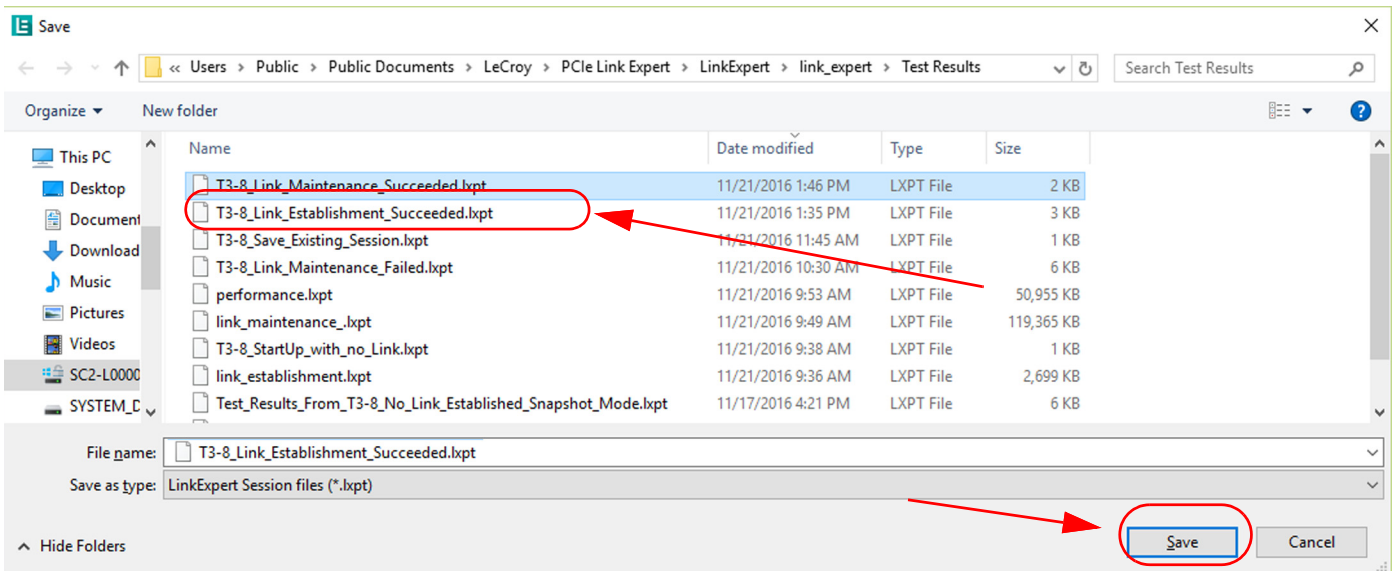 Save
« Users > Public > Public Documents > LeCroy > PCIe Link Expert > LinkExpert > link_expert > Test Results
Search Test Results
Organize
New folder
This PC
Desktop
Document
Download
Music
Pictures
Videos
SC2-L0000
SYSTEM_D
Name Date modified Type Size
T3-8_Link_Maintenance_Succeeded.lxpt 11/21/2016 1:46 PM LXPT File 2 KB
T3-8_Link_Establishment_Succeeded.lxpt 11/21/2016 1:35 PM LXPT File 3 KB
T3-8_Save_Existing_Session.lxpt 11/21/2016 11:45 AM LXPT File 1 KB
T3-8_Link_Maintenance_Failed.lxpt 11/21/2016 10:30 AM LXPT File 6 KB
performance.lxpt 11/21/2016 9:53 AM LXPT File 50,955 KB
link_maintenance_.lxpt 11/21/2016 9:49 AM LXPT File 119,365 KB
T3-8_StartUp_with_no_Link.lxpt 11/21/2016 9:38 AM LXPT File 1 KB
link_establishment.lxpt 11/21/2016 9:36 AM LXPT File 2,699 KB
Test_Results_From_T3-8_No_Link_Established_Snapshot_Mode.lxpt 11/17/2016 4:21 PM LXPT File 6 KB
File name: T3-8_Link_Establishment_Succeeded.lxpt
Save as type: LinkExpert Session files (*.lxpt)
Hide Folders
Save
Cancel